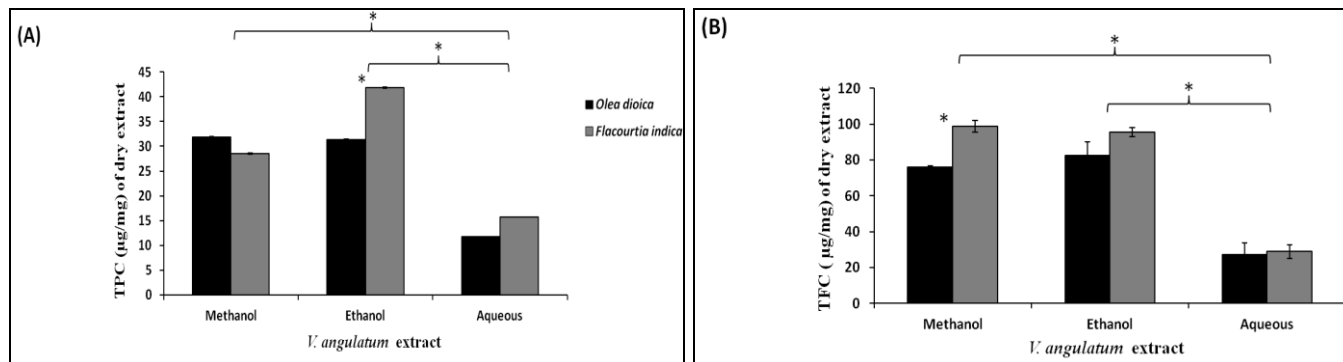 (A)
*
*
*
TPC (µg/mg) of dry extract
45
40
35
30
25
20
15
10
5
0
Methanol Ethanol Aqueous
V. angulatum extract
Olea dioica
Flacourtia indica
(B)
*
*
*
TFC ( µg/mg) of dry extract
120
100
80
60
40
20
0
Methanol Ethanol Aqueous
V. angulatum extract